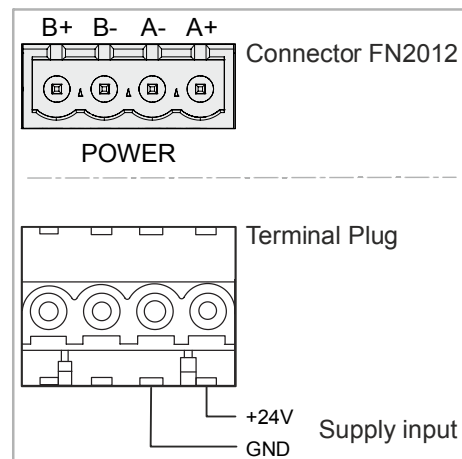 B+ B- A- A+
Connector FN2012
POWER
Terminal Plug
+24V
Supply input
GND